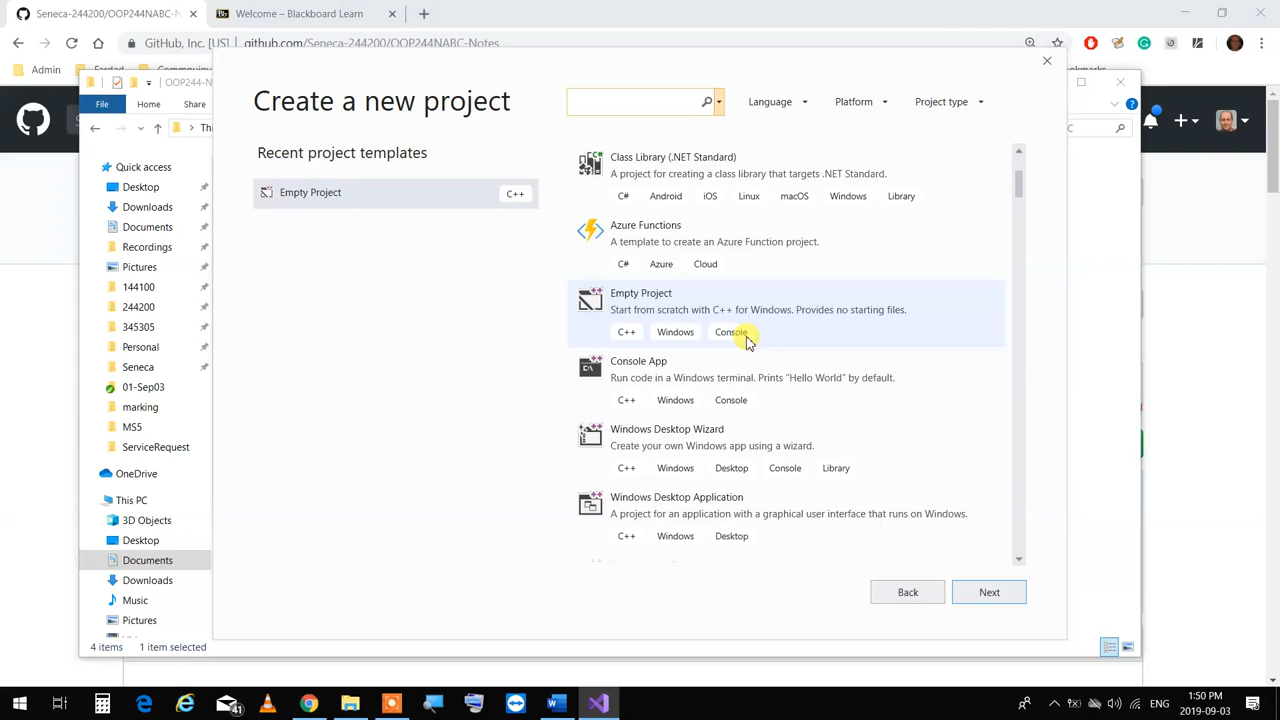 Seneca-244200/OOP244NABC-N
Bb
Welcome – Blackboard Learn
GitHub, Inc. [US]
github.com/Seneca-244200/OOP244NABC-Notes
Admin
OOP244-N
File
Home
Share
Quick access
Desktop
Downloads
Documents
Recordings
Pictures
144100
244200
345305
Personal
Seneca
01-Sep03
marking
MS5
ServiceRequest
OneDrive
This PC
3D Objects
Desktop
Documents
Downloads
Music
Pictures
4 items
1 item selected
Create a new project
Language
Platform
Project type
Recent project templates
Empty Project
C++
Class Library (.NET Standard)
A project for creating a class library that targets .NET Standard.
C# Android iOS Linux macOS Windows Library
Azure Functions
A template to create an Azure Function project.
C# Azure Cloud
Empty Project
Start from scratch with C++ for Windows. Provides no starting files.
C++ Windows Console
Console App
Run code in a Windows terminal. Prints "Hello World" by default.
C++ Windows Console
Windows Desktop Wizard
Create your own Windows app using a wizard.
C++ Windows Desktop Console Library
Windows Desktop Application
A project for an application with a graphical user interface that runs on Windows.
C++ Windows Desktop
Back
Next
41
ENG
1:50 PM
2019-09-03